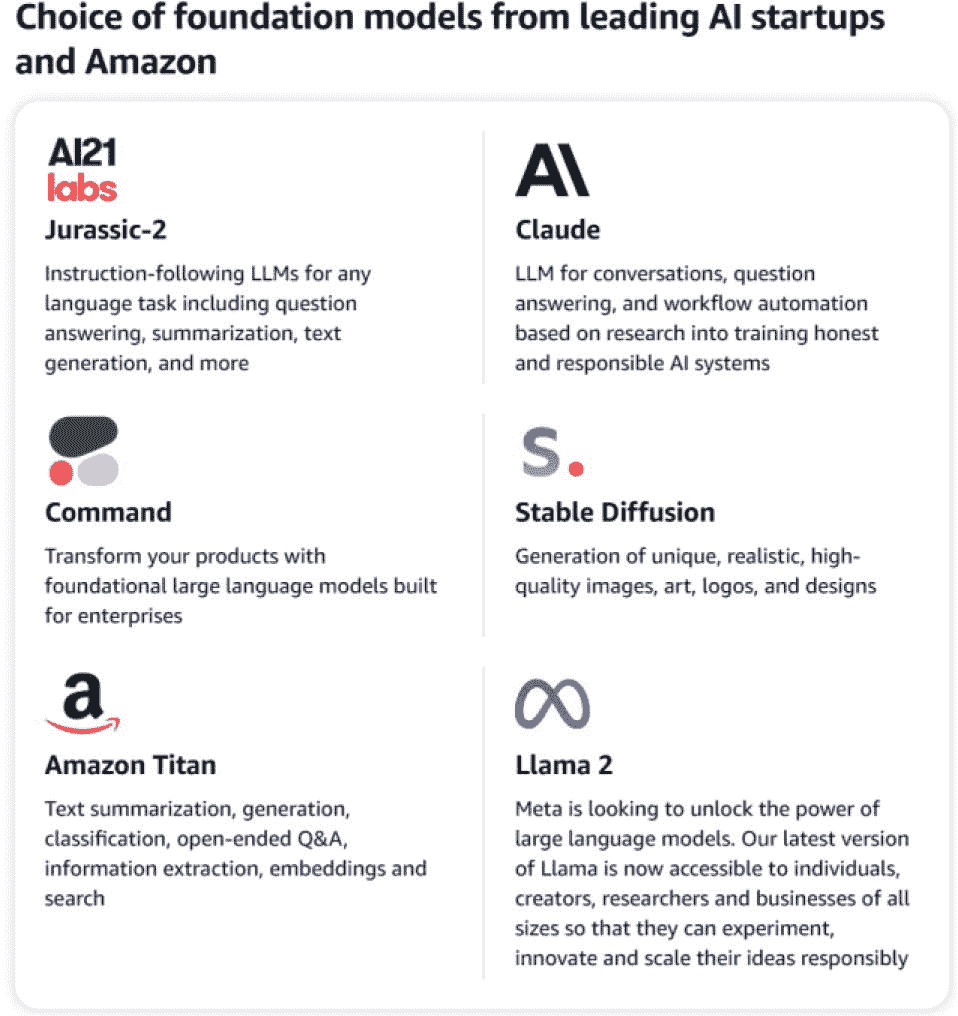 Choice of foundation models from leading AI startups
and Amazon
AI21
labs
Jurassic-2
Instruction-following LLMs for any
language task including question
answering, summarization, text
generation, and more
A\
Claude
LLM for conversations, question
answering, and workflow automation
based on research into training honest
and responsible AI systems
Command
Transform your products with
foundational large language models built
for enterprises
S.
Stable Diffusion
Generation of unique, realistic, high-
quality images, art, logos, and designs
a
Amazon Titan
Text summarization, generation,
classification, open-ended Q&A,
information extraction, embeddings and
search
Llama 2
Meta is looking to unlock the power of
large language models. Our latest version
of Llama is now accessible to individuals,
creators, researchers and businesses of all
sizes so that they can experiment,
innovate and scale their ideas responsibly